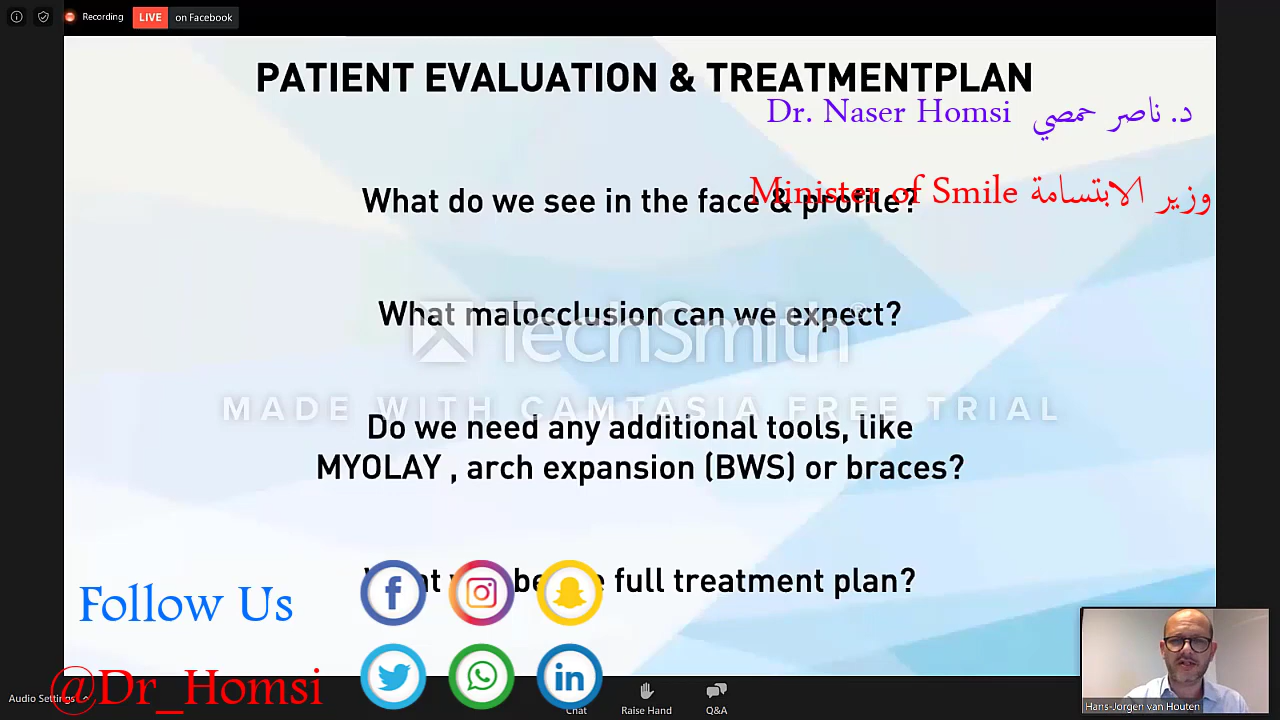 Recording
LIVE
on Facebook
PATIENT EVALUATION & TREATMENTPLAN
Dr. Naser Homsi د. ناصر حمصي
Minister of Smile وزير الابتسامة
What do we see in the face & profile?
What malocclusion can we expect?
TechSmith®
MADE WITH CAMTASIA FREE TRIAL
Do we need any additional tools, like
MYOLAY , arch expansion (BWS) or braces?
full treatment plan?
Follow Us
@Dr_Homsi
Audio Settings
Chat
Raise Hand
Q&A
Hans-Jorgen van Houten